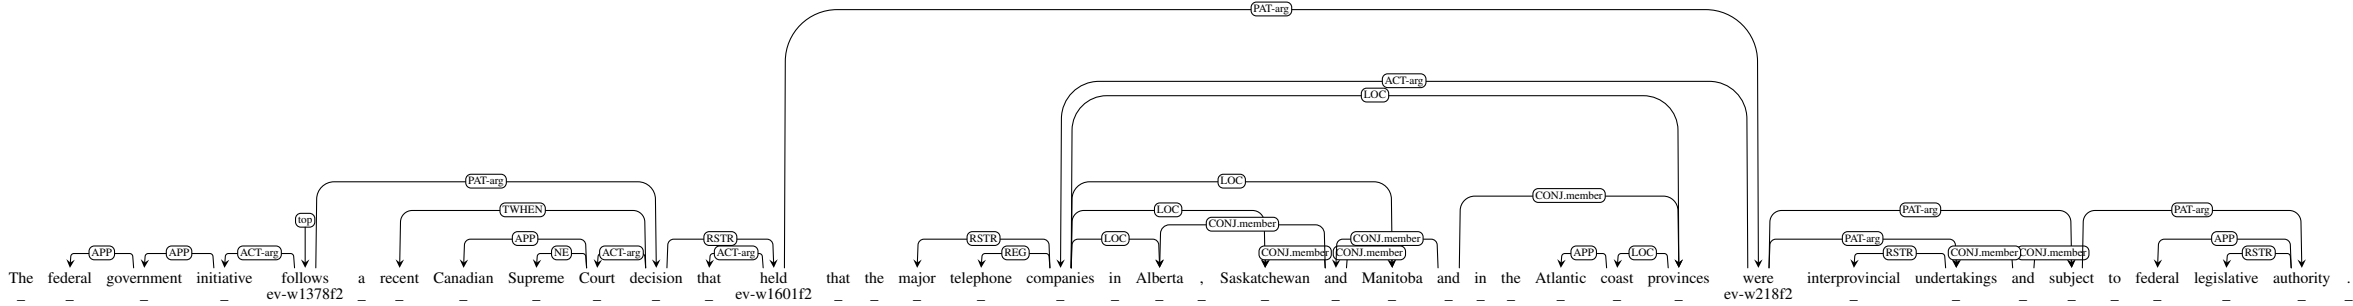 PAT-arg
ACT-arg
LOC
PAT-arg LOC
CONJ.member
TWHEN LOC PAT-arg PAT-arg
top CONJ.member
APP RSTR RSTR LOC CONJ.member PAT-arg APP
APP APP ACT-arg NE ACT-arg ACT-arg REG CONJ.member CONJ.member APP LOC RSTR CONJ.member CONJ.member RSTR
The federal government initiative follows a recent Canadian Supreme Court decision that held that the major telephone companies in Alberta , Saskatchewan and Manitoba and in the Atlantic coast provinces were interprovincial undertakings and subject to federal legislative authority .
_ _ _ _ ev-w1378f2 _ _ _ _ _ _ _ ev-w1601f2 _ _ _ _ _ _ _ _ _ _ _ _ _ _ _ _ _ ev-w218f2 _ _ _ _ _ _ _ _ _